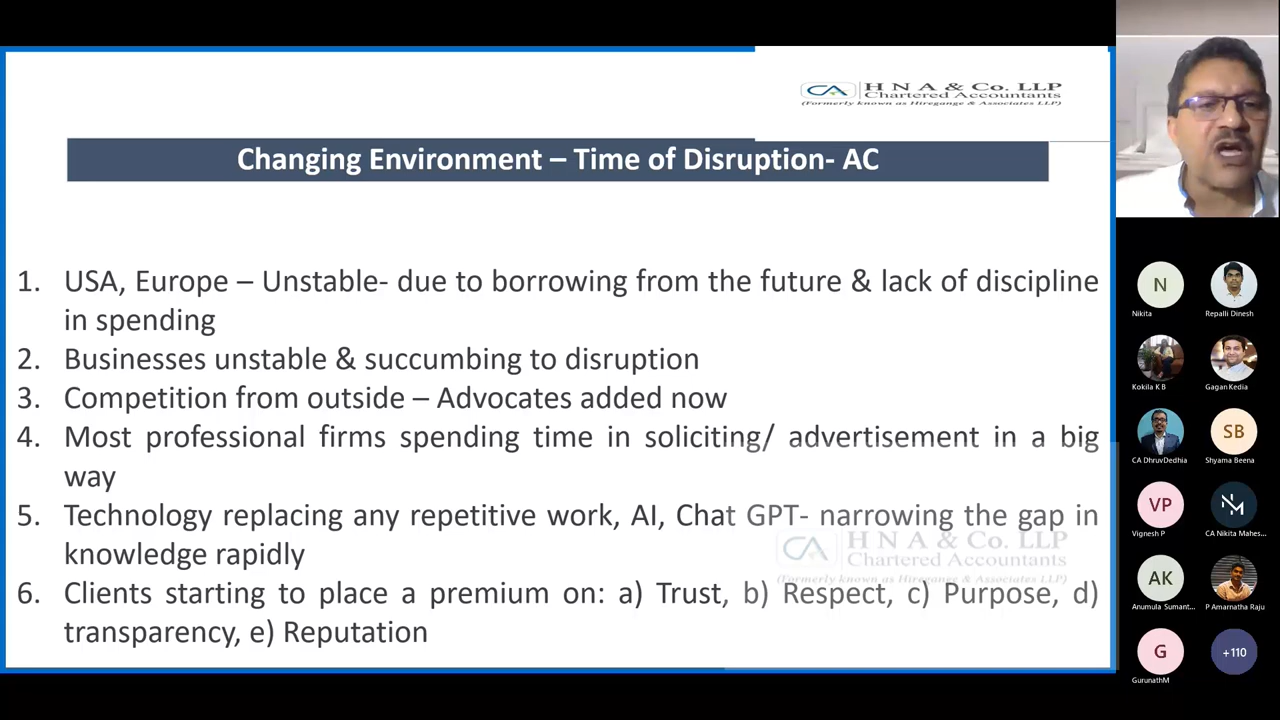 CA H N A & Co. LLP
Chartered Accountants
(Formerly known as Hiregange & Associates LLP)
Changing Environment – Time of Disruption- AC
1. USA, Europe – Unstable- due to borrowing from the future & lack of discipline
in spending
2. Businesses unstable & succumbing to disruption
3. Competition from outside – Advocates added now
4. Most professional firms spending time in soliciting/ advertisement in a big
way
5. Technology replacing any repetitive work, AI, Chat GPT- narrowing the gap in
knowledge rapidly
CA H N A & Co. LLP
Chartered Accountants
(Formerly known as Hiregange & Associates LLP)
6. Clients starting to place a premium on: a) Trust, b) Respect, c) Purpose, d)
transparency, e) Reputation
N
Nikita
Repalli Dinesh
Kokila K B
Gagan Kedia
CA DhruvDedhia
SB
Shyama Beena
VP
Vignesh P
CA Nikita Mahes...
AK
Anumula Sumant...
P Amarnatha Raju
G
GurunathM
+110